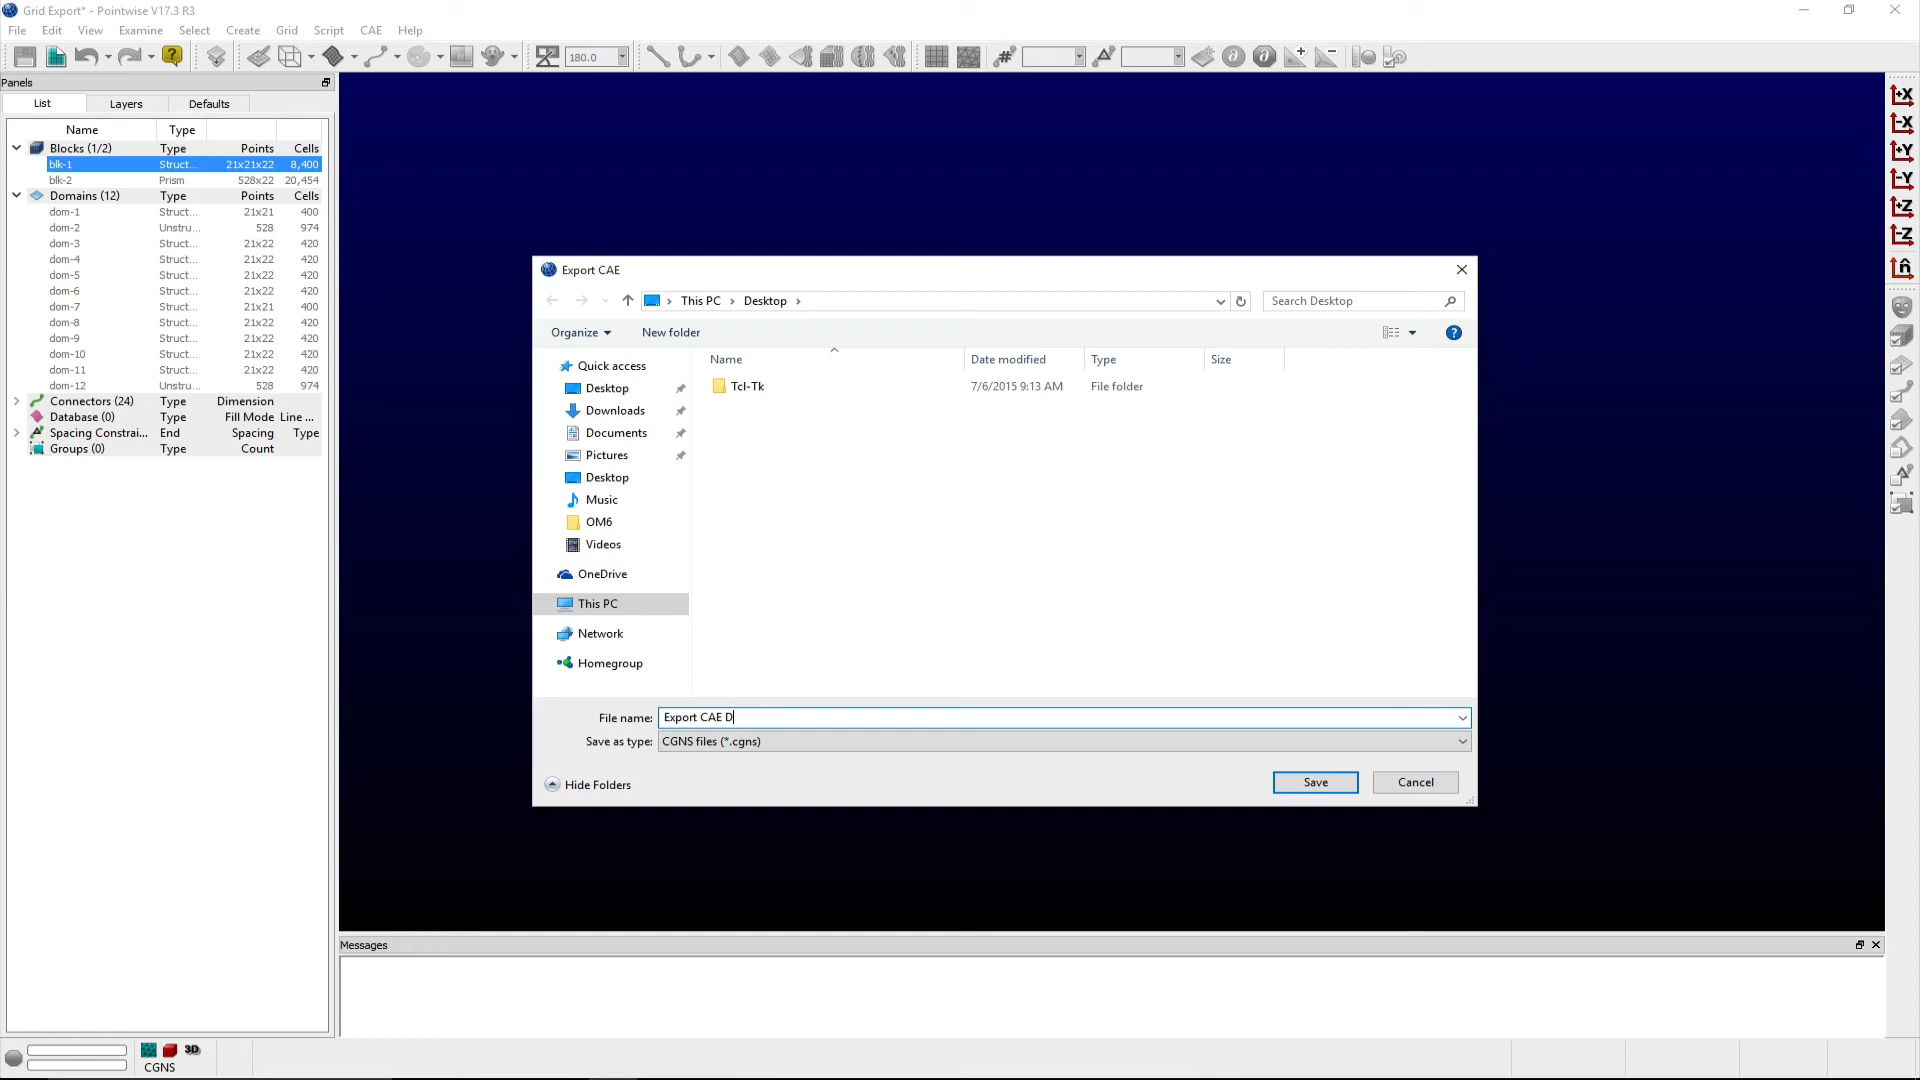 Grid Export* - Pointwise V17.3 R3
File Edit View Examine Select Create Grid Script CAE Help
180.0
Panels
List Layers Defaults
Name Type
Blocks (1/2) Type Points Cells
blk-1 Struct... 21x21x22 8,400
blk-2 Prism 528x22 20,454
Domains (12) Type Points Cells
dom-1 Struct... 21x21 400
dom-2 Unstru... 528 974
dom-3 Struct... 21x22 420
dom-4 Struct... 21x22 420
dom-5 Struct... 21x22 420
dom-6 Struct... 21x22 420
dom-7 Struct... 21x21 400
dom-8 Struct... 21x22 420
dom-9 Struct... 21x22 420
dom-10 Struct... 21x22 420
dom-11 Struct... 21x22 420
dom-12 Unstru... 528 974
Connectors (24) Type Dimension
Database (0) Type Fill Mode Line ...
Spacing Constrai... End Spacing Type
Groups (0) Type Count
Export CAE
This PC Desktop
Search Desktop
Organize New folder
Name Date modified Type Size
Tcl-Tk 7/6/2015 9:13 AM File folder
Quick access
Desktop
Downloads
Documents
Pictures
Desktop
Music
OM6
Videos
OneDrive
This PC
Network
Homegroup
File name: Export CAE D
Save as type: CGNS files (*.cgns)
Hide Folders
Save Cancel
+X
-X
+Y
-Y
+Z
-Z
n̂
Messages
3D
CGNS